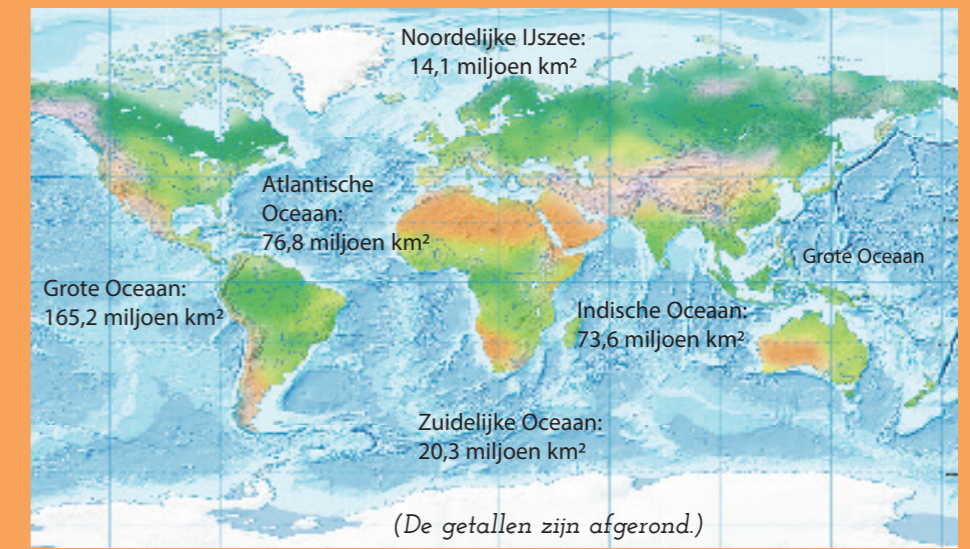 Noordelijke IJszee:
14,1 miljoen km²
Atlantische
Oceaan:
76,8 miljoen km²
Grote Oceaan
Grote Oceaan:
165,2 miljoen km²
Indische Oceaan:
73,6 miljoen km²
Zuidelijke Oceaan:
20,3 miljoen km²
(De getallen zijn afgerond.)